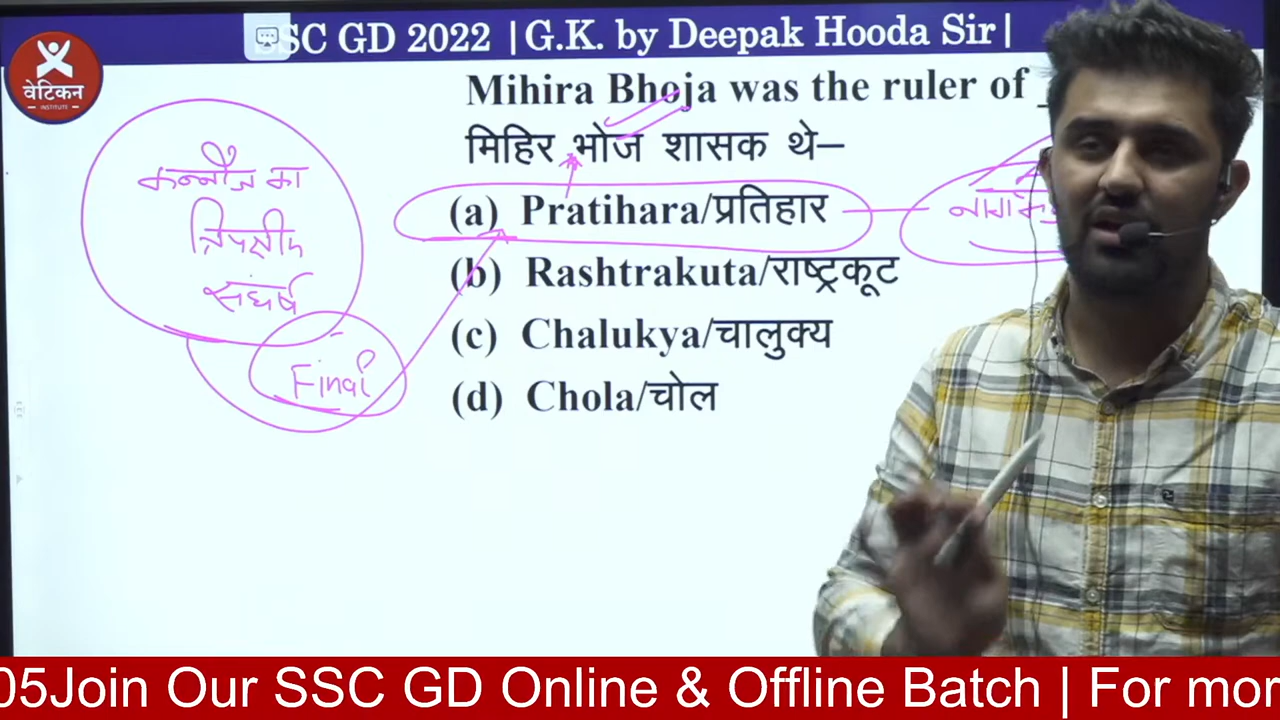 SSC GD 2022 | G.K. by Deepak Hooda Sir |
वेटिकन
INSTITUTE
Mihira Bhoja was the ruler of _
मिहिर भोज शासक थे–
(a) Pratihara/प्रतिहार
(b) Rashtrakuta/राष्ट्रकूट
(c) Chalukya/चालुक्य
(d) Chola/चोल
कन्नौज का
त्रिपक्षीय
संघर्ष
Final
05Join Our SSC GD Online & Offline Batch | For mor